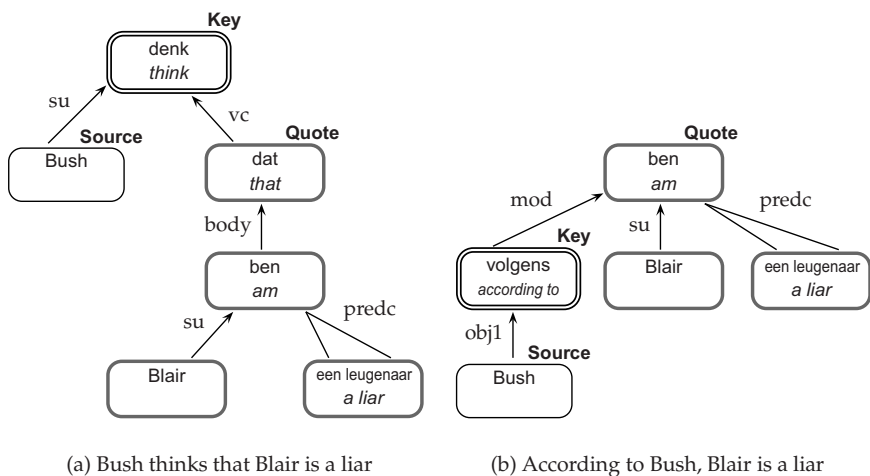 Key
denk
think
su
vc
Source
Bush
Quote
dat
that
body
ben
am
su
predc
Blair
een leugenaar
a liar
(a) Bush thinks that Blair is a liar
Quote
ben
am
mod
su
predc
Key
volgens
according to
Blair
een leugenaar
a liar
obj1
Source
Bush
(b) According to Bush, Blair is a liar